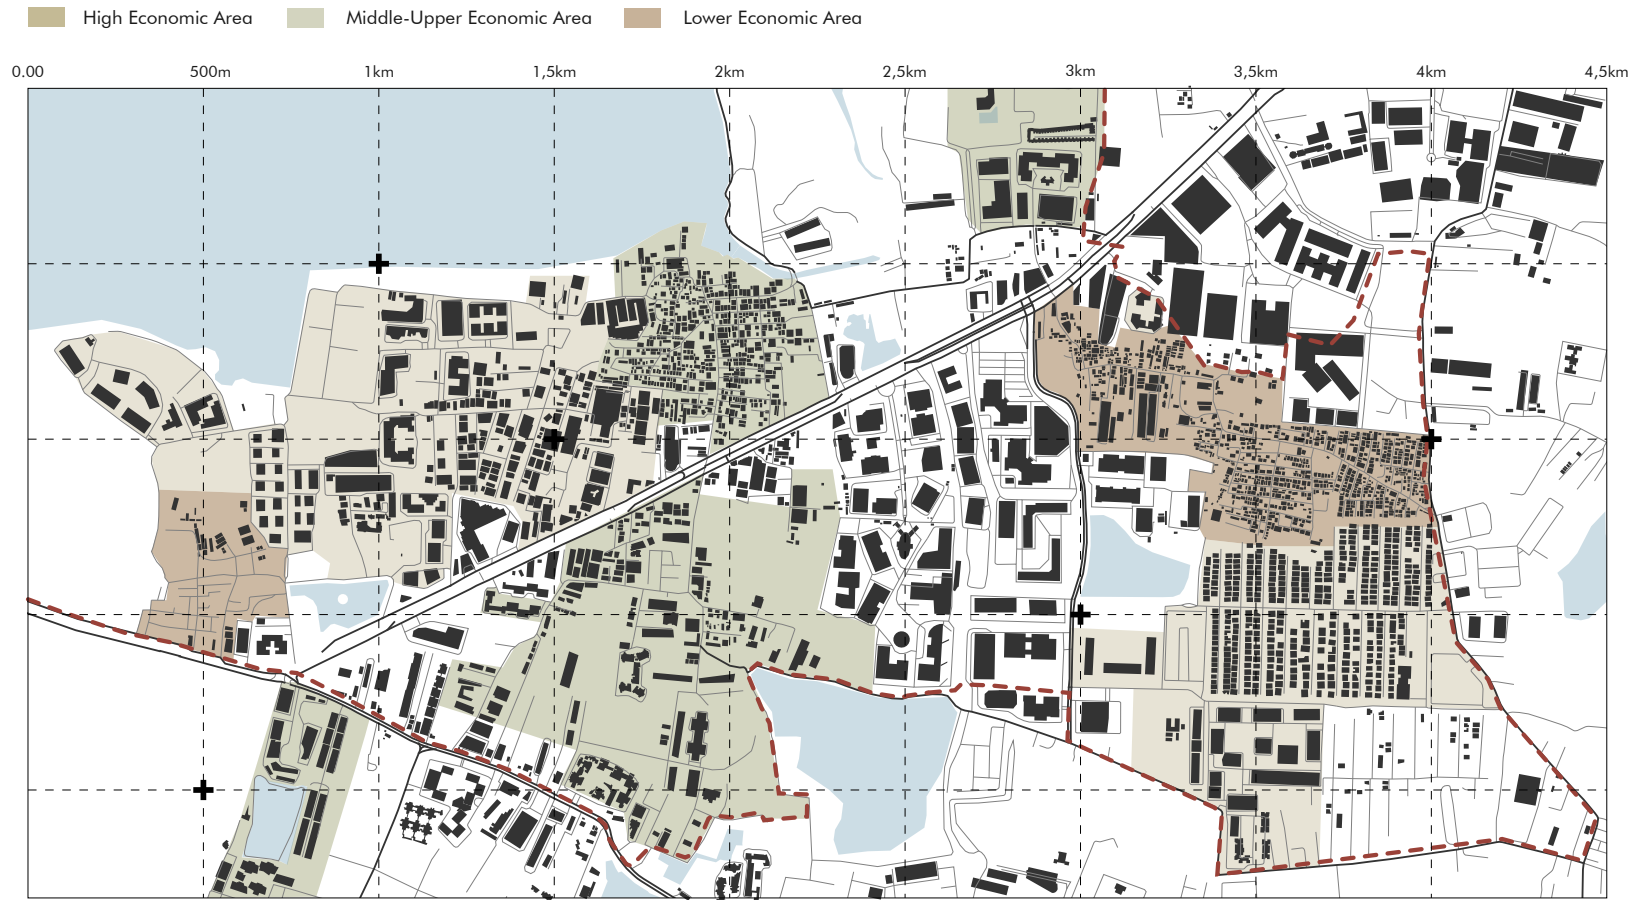 High Economic Area Middle-Upper Economic Area Lower Economic Area
0.00 500m 1km 1,5km 2km 2,5km 3km 3,5km 4km 4,5km